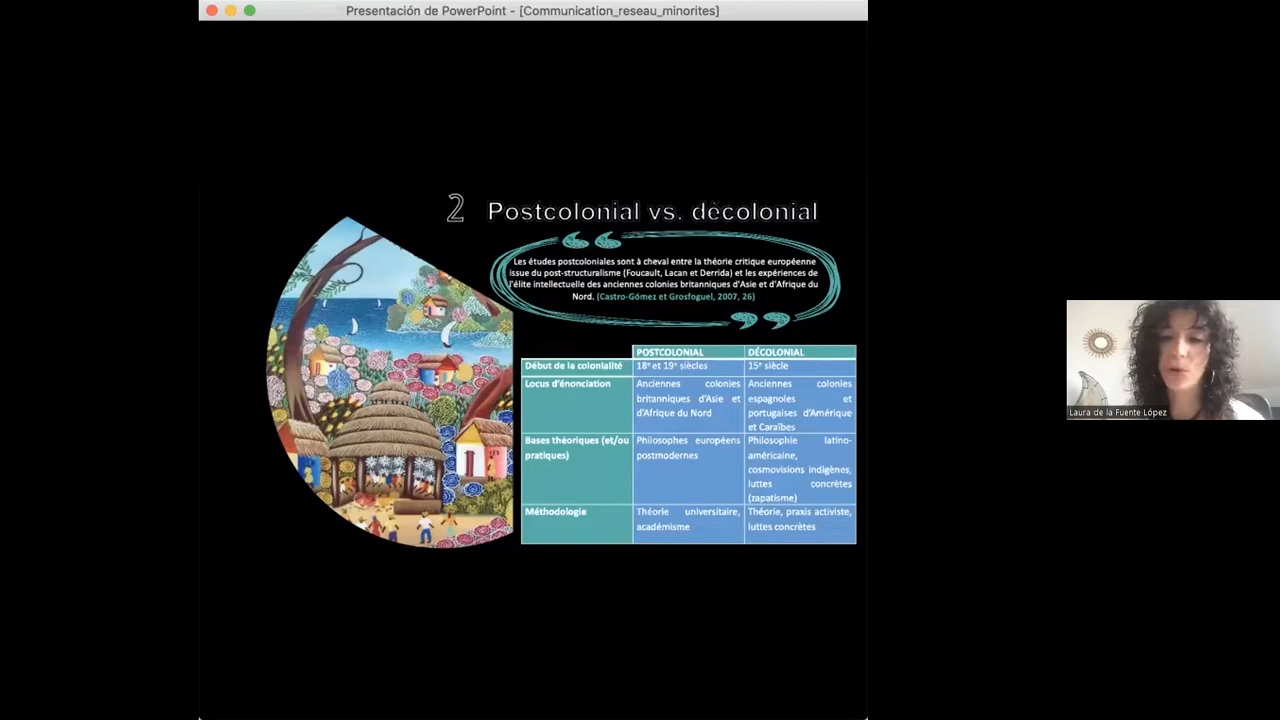 Presentación de PowerPoint - [Communication_reseau_minorites]
2 Postcolonial vs. décolonial
Les études postcoloniales sont à cheval entre la théorie critique européenne
issue du post-structuralisme (Foucault, Lacan et Derrida) et les expériences de
l'élite intellectuelle des anciennes colonies britanniques d'Asie et d'Afrique du
Nord. (Castro-Gómez et Grosfoguel, 2007, 26)
POSTCOLONIAL DÉCOLONIAL
Début de la colonialité 18e et 19e siècles 15e siècle
Locus d'énonciation
Anciennes colonies
britanniques d'Asie et
d'Afrique du Nord
Anciennes colonies
espagnoles et
portugaises d'Amérique
et Caraïbes
Bases théoriques (et/ou
pratiques)
Philosophes européens
postmodernes
Philosophie latino-
américaine,
cosmovisions indigènes,
luttes concrètes
(zapatisme)
Méthodologie
Théorie universitaire,
académisme
Théorie, praxis activiste,
luttes concrètes
Laura de la Fuente López